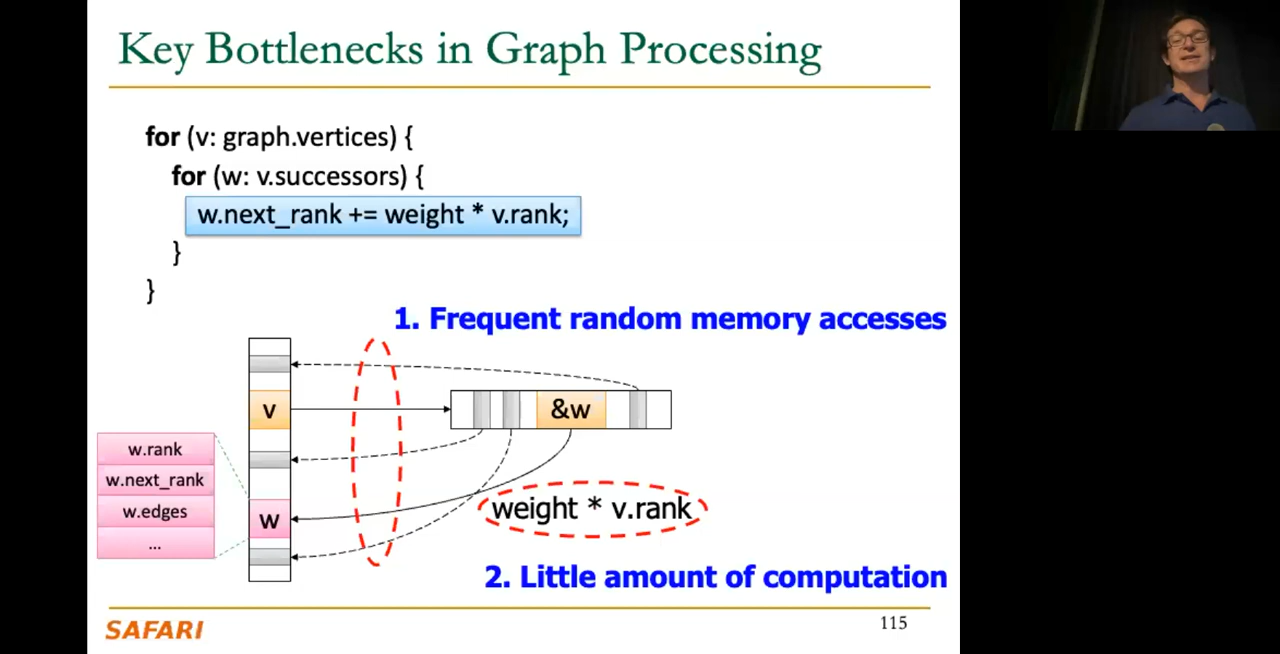 Key Bottlenecks in Graph Processing
for (v: graph.vertices) {
for (w: v.successors) {
w.next_rank += weight * v.rank;
}
}
1. Frequent random memory accesses
v
&w
w.rank
w.next_rank
w.edges
...
w
weight * v.rank
2. Little amount of computation
SAFARI
115